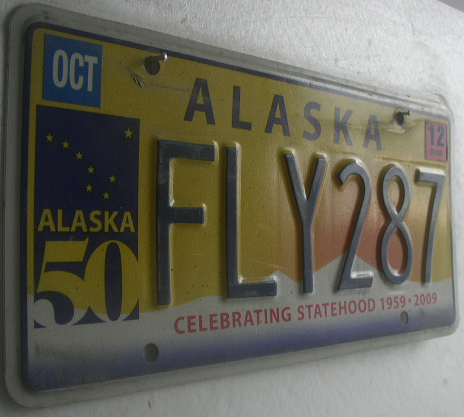 OCT
12
ALASKA
ALASKA
50
FLY287
CELEBRATING STATEHOOD 1959 • 2009